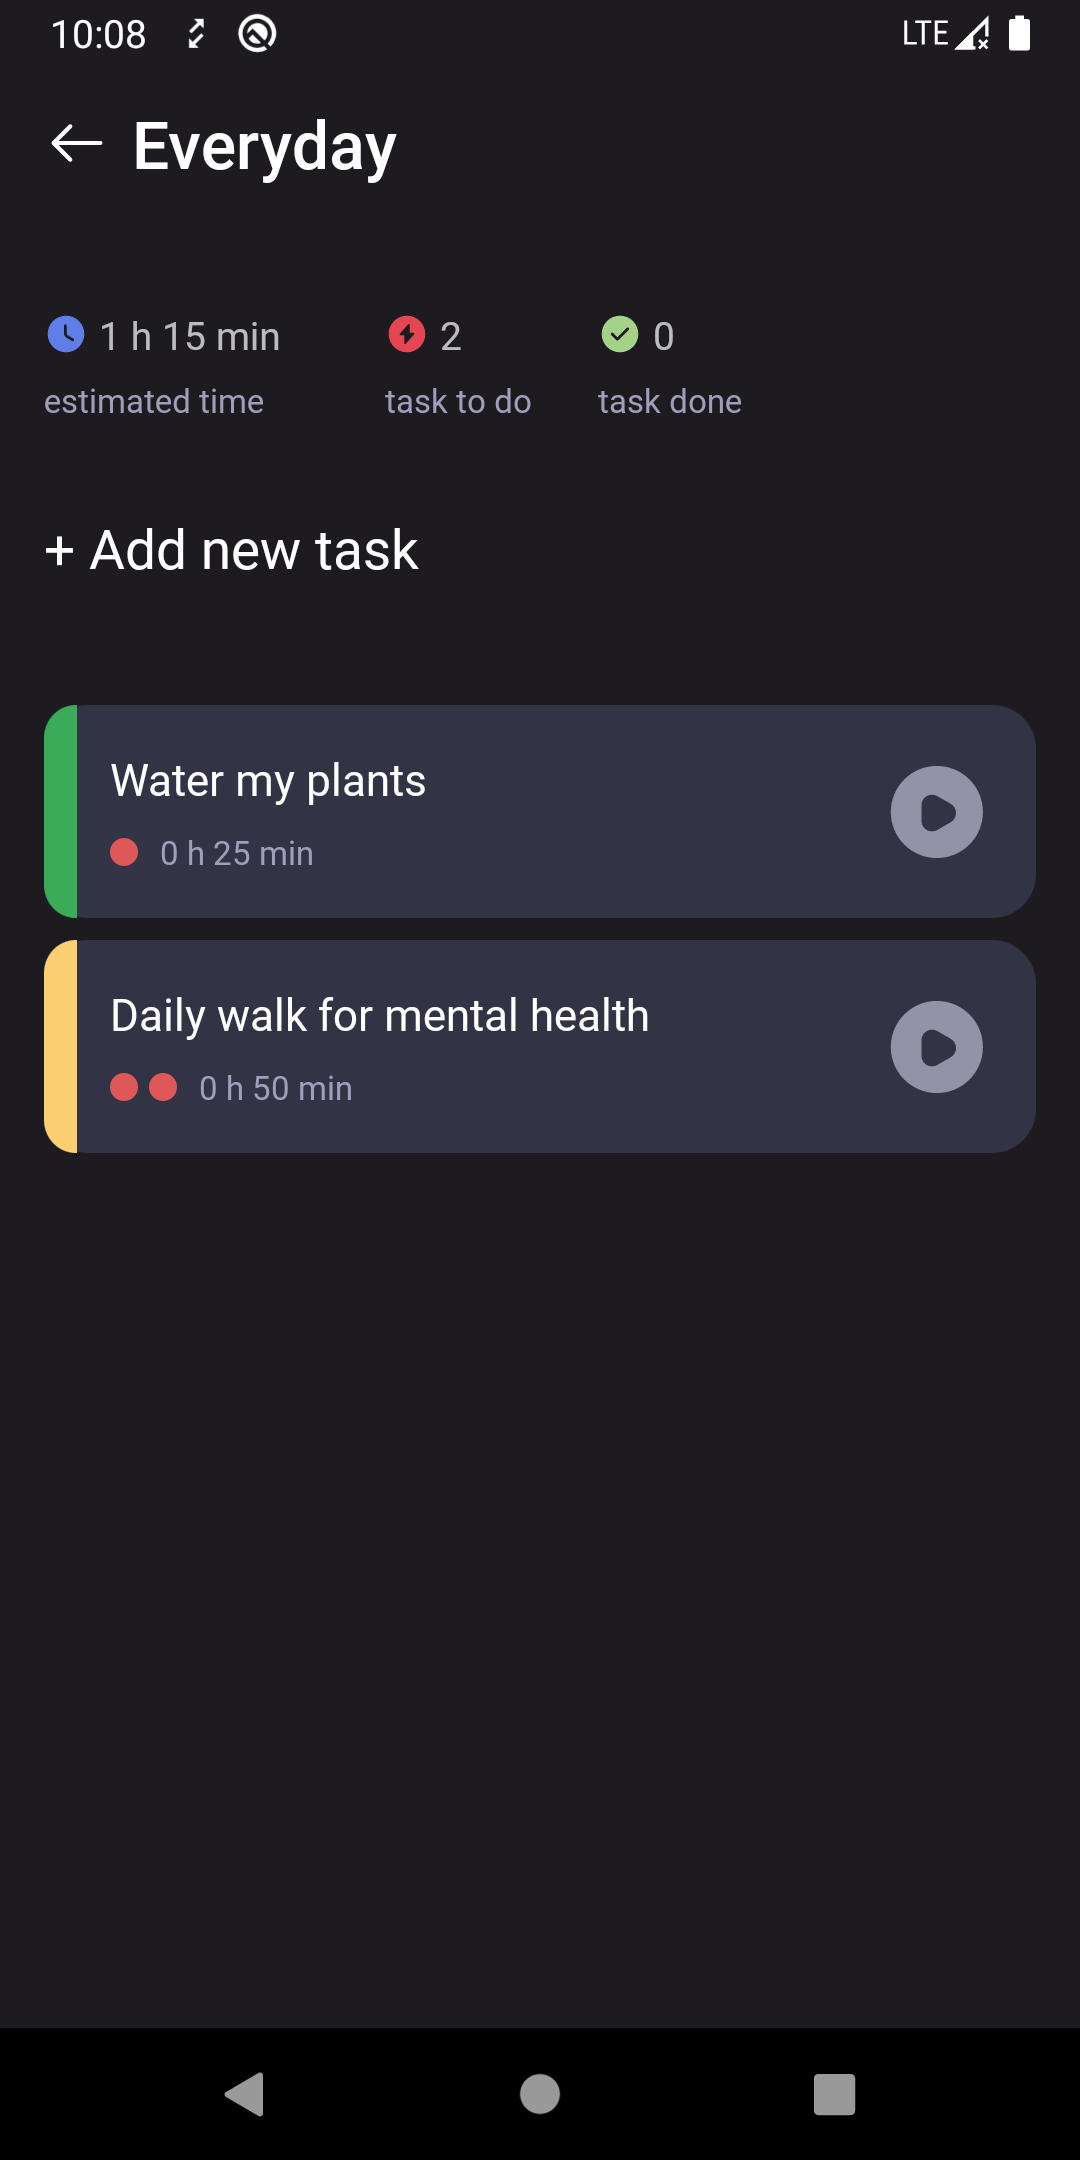 10:08 LTE
Everyday
1 h 15 min 2 0
estimated time task to do task done
+ Add new task
Water my plants
0 h 25 min
Daily walk for mental health
0 h 50 min